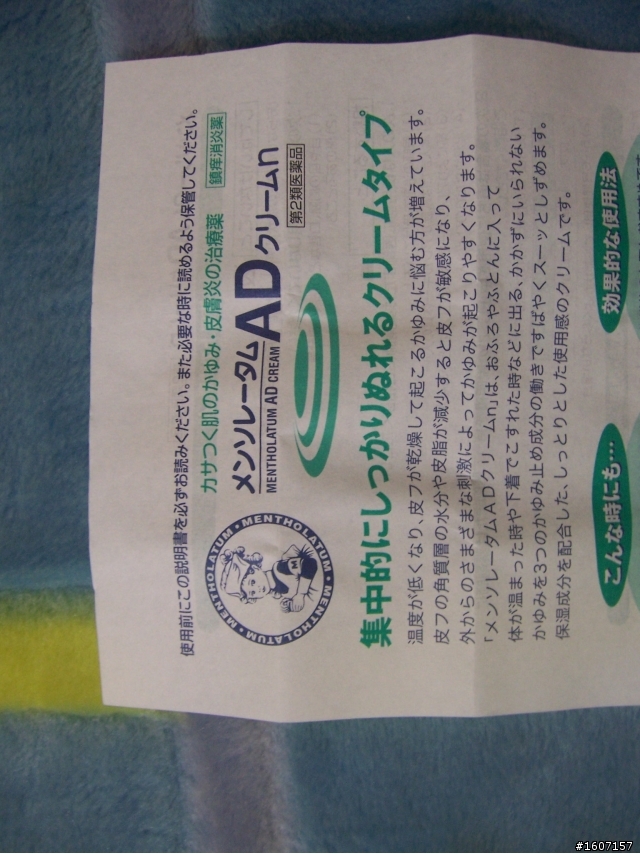 使用前にこの説明書を必ずお読みください。また必要な時に読めるよう保管してください。
カサつく肌のかゆみ・皮膚炎の治療薬 鎮痒消炎薬
メンソレータム AD クリームn
MENTHOLATUM AD CREAM
第2類医薬品
MENTHOLATUM・MENTHOLATUM・MENTHOLATUM
集中的にしっかりぬれるクリームタイプ
温度が低くなり、皮フが乾燥して起こるかゆみに悩む方が増えています。
皮フの角質層の水分や皮脂が減少すると皮フが敏感になり、
外からのさまざまな刺激によってかゆみが起こりやすくなります。
「メンソレータムADクリームn」は、おふろやふとんに入って
体が温まった時や下着でこすれた時などに出る、かかずにいられない
かゆみを3つのかゆみ止め成分の働きですばやくスーッとしずめます。
保湿成分を配合した、しっとりとした使用感のクリームです。
こんな時にも…
効果的な使用法
#1607157